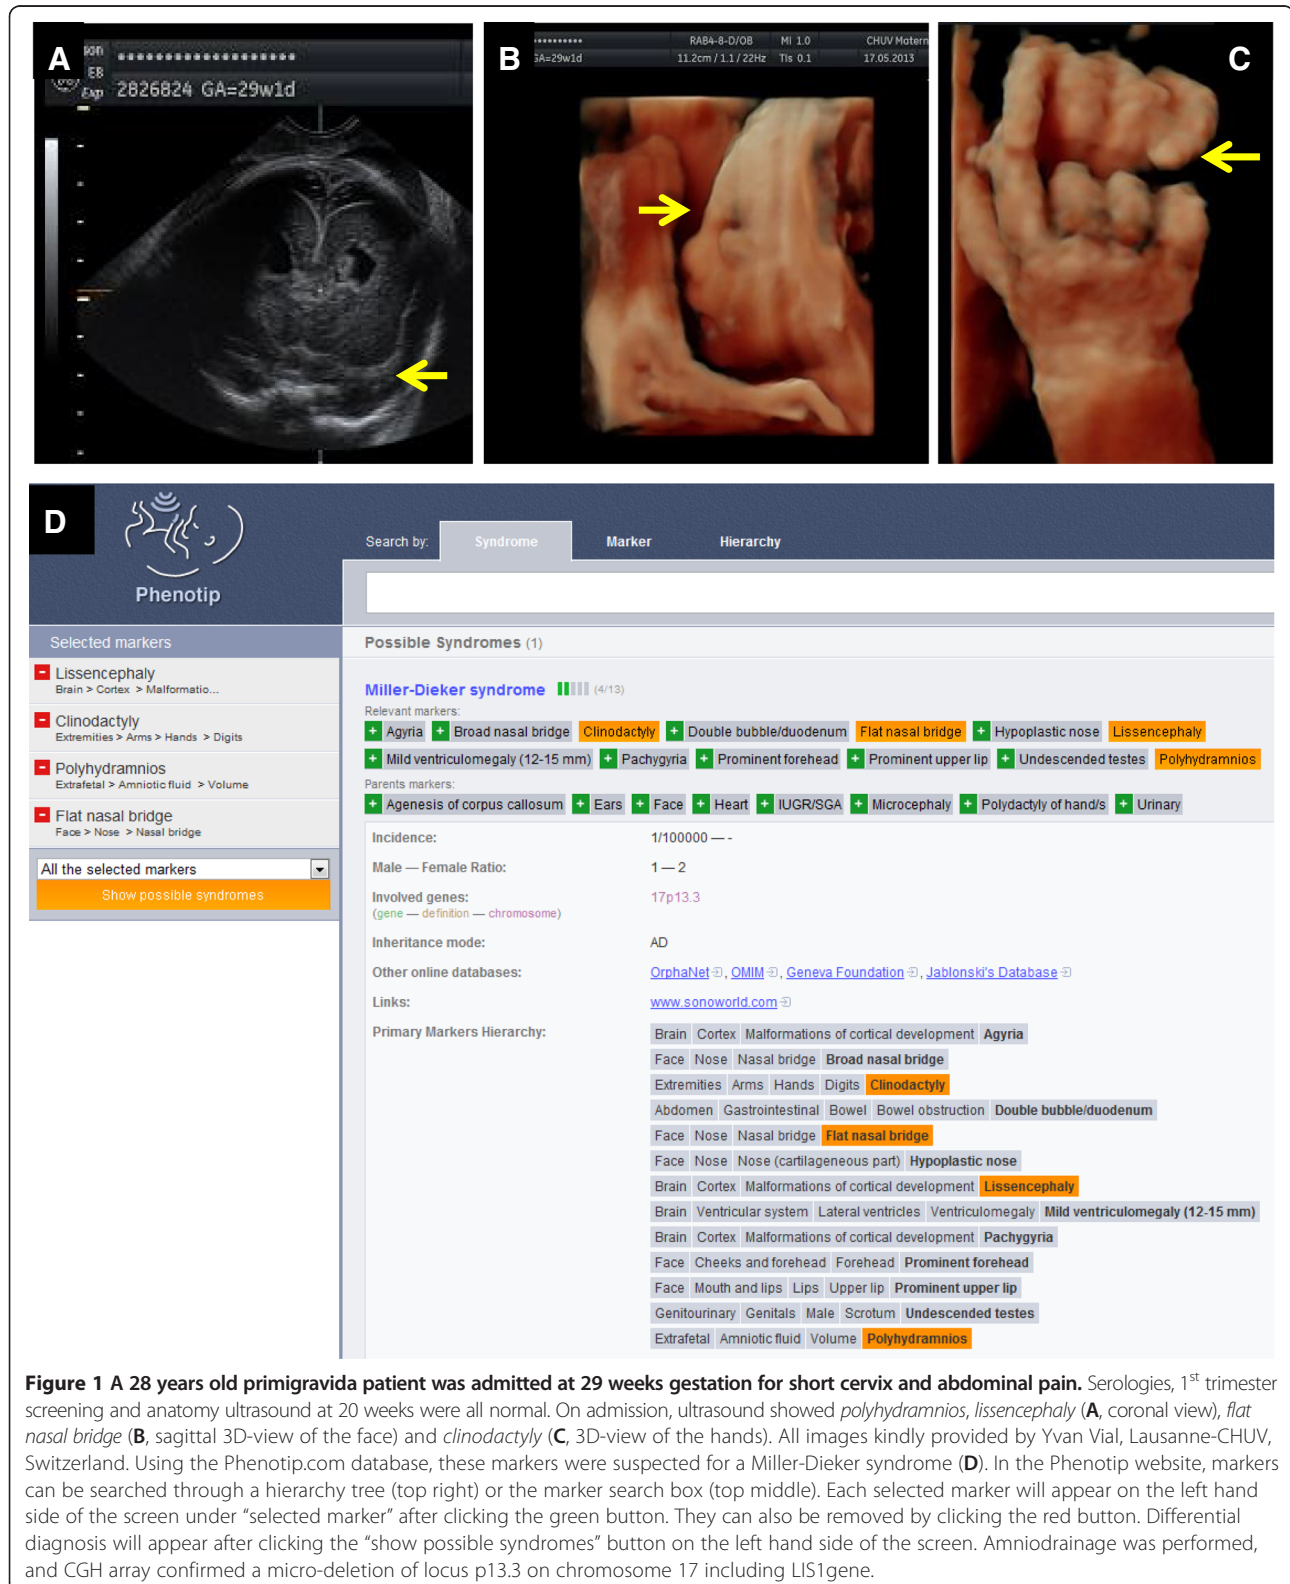 A
son
E8
Exp
2826824 GA=29w1d
B
GA=29w1d
RAB4-8-D/OB
MI 1.0
CHUV Matern
11.2cm / 1.1 / 22Hz
TIs 0.1
17.05.2013
C
D
Phenotip
Search by:
Syndrome
Marker
Hierarchy
Selected markers
Lissencephaly
Brain > Cortex > Malformatio...
Clinodactyly
Extremities > Arms > Hands > Digits
Polyhydramnios
Extrafetal > Amniotic fluid > Volume
Flat nasal bridge
Face > Nose > Nasal bridge
All the selected markers
Show possible syndromes
Possible Syndromes (1)
Miller-Dieker syndrome (4/13)
Relevant markers:
+ Agyria + Broad nasal bridge Clinodactyly + Double bubble/duodenum Flat nasal bridge + Hypoplastic nose Lissencephaly
+ Mild ventriculomegaly (12-15 mm) + Pachygyria + Prominent forehead + Prominent upper lip + Undescended testes Polyhydramnios
Parents markers:
+ Agenesis of corpus callosum + Ears + Face + Heart + IUGR/SGA + Microcephaly + Polydactyly of hand/s + Urinary
Incidence: 1/100000 — -
Male — Female Ratio: 1 — 2
Involved genes: 17p13.3
(gene — definition — chromosome)
Inheritance mode: AD
Other online databases: OrphaNet, OMIM, Geneva Foundation, Jablonski's Database
Links: www.sonoworld.com
Primary Markers Hierarchy: Brain Cortex Malformations of cortical development Agyria
Face Nose Nasal bridge Broad nasal bridge
Extremities Arms Hands Digits Clinodactyly
Abdomen Gastrointestinal Bowel Bowel obstruction Double bubble/duodenum
Face Nose Nasal bridge Flat nasal bridge
Face Nose Nose (cartilageneous part) Hypoplastic nose
Brain Cortex Malformations of cortical development Lissencephaly
Brain Ventricular system Lateral ventricles Ventriculomegaly Mild ventriculomegaly (12-15 mm)
Brain Cortex Malformations of cortical development Pachygyria
Face Cheeks and forehead Forehead Prominent forehead
Face Mouth and lips Lips Upper lip Prominent upper lip
Genitourinary Genitals Male Scrotum Undescended testes
Extrafetal Amniotic fluid Volume Polyhydramnios
Figure 1 A 28 years old primigravida patient was admitted at 29 weeks gestation for short cervix and abdominal pain. Serologies, 1st trimester
screening and anatomy ultrasound at 20 weeks were all normal. On admission, ultrasound showed polyhydramnios, lissencephaly (A, coronal view), flat
nasal bridge (B, sagittal 3D-view of the face) and clinodactyly (C, 3D-view of the hands). All images kindly provided by Yvan Vial, Lausanne-CHUV,
Switzerland. Using the Phenotip.com database, these markers were suspected for a Miller-Dieker syndrome (D). In the Phenotip website, markers
can be searched through a hierarchy tree (top right) or the marker search box (top middle). Each selected marker will appear on the left hand
side of the screen under “selected marker” after clicking the green button. They can also be removed by clicking the red button. Differential
diagnosis will appear after clicking the “show possible syndromes” button on the left hand side of the screen. Amniodrainage was performed,
and CGH array confirmed a micro-deletion of locus p13.3 on chromosome 17 including LIS1gene.